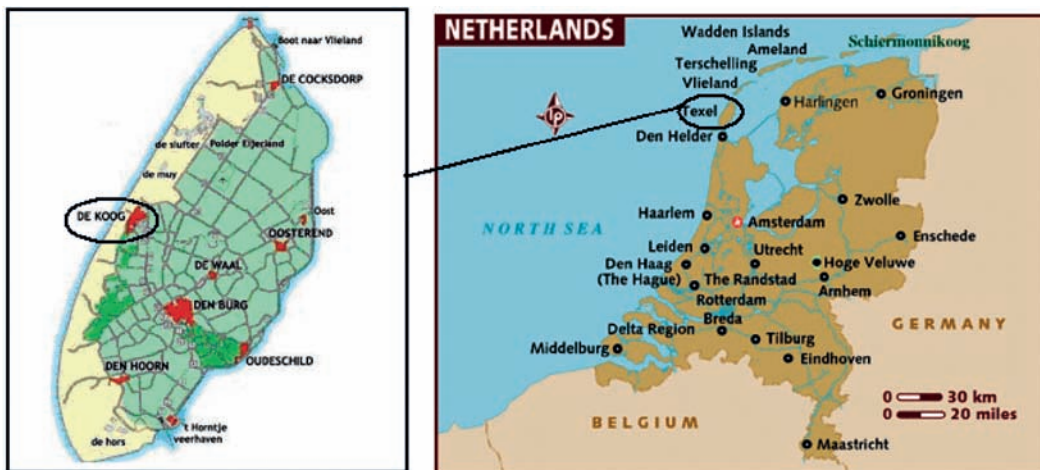 Boot naar Vlieland
DE COCKSDORP
de slufter
Polder Eijerland
de muy
DE KOOG
Oost
OOSTEREND
DE WAAL
DEN BURG
OUDESCHILD
DEN HOORN
't Horntje
veerhaven
de hors
NETHERLANDS
Wadden Islands
Ameland
Schiermonnikoog
Terschelling
Vlieland
Texel
Harlingen
Groningen
lp
Den Helder
Zwolle
Haarlem
Amsterdam
NORTH SEA
Enschede
Leiden
Utrecht
Den Haag
(The Hague)
The Randstad
Hoge Veluwe
Arnhem
Rotterdam
Delta Region
Breda
GERMANY
Middelburg
Tilburg
Eindhoven
0 30 km
0 20 miles
BELGIUM
Maastricht